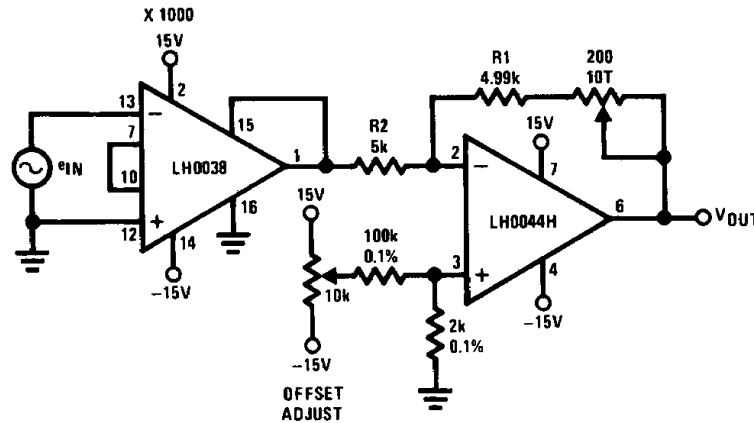 X 1000
15V
2
13
−
7
15
10
LH0038
1
eIN
+
12
14
16
−15V
R2
5k
R1
4.99k
200
10T
15V
2
−
7
LH0044H
6
VOUT
3
+
4
−15V
15V
100k
0.1%
10k
−15V
OFFSET
ADJUST
2k
0.1%